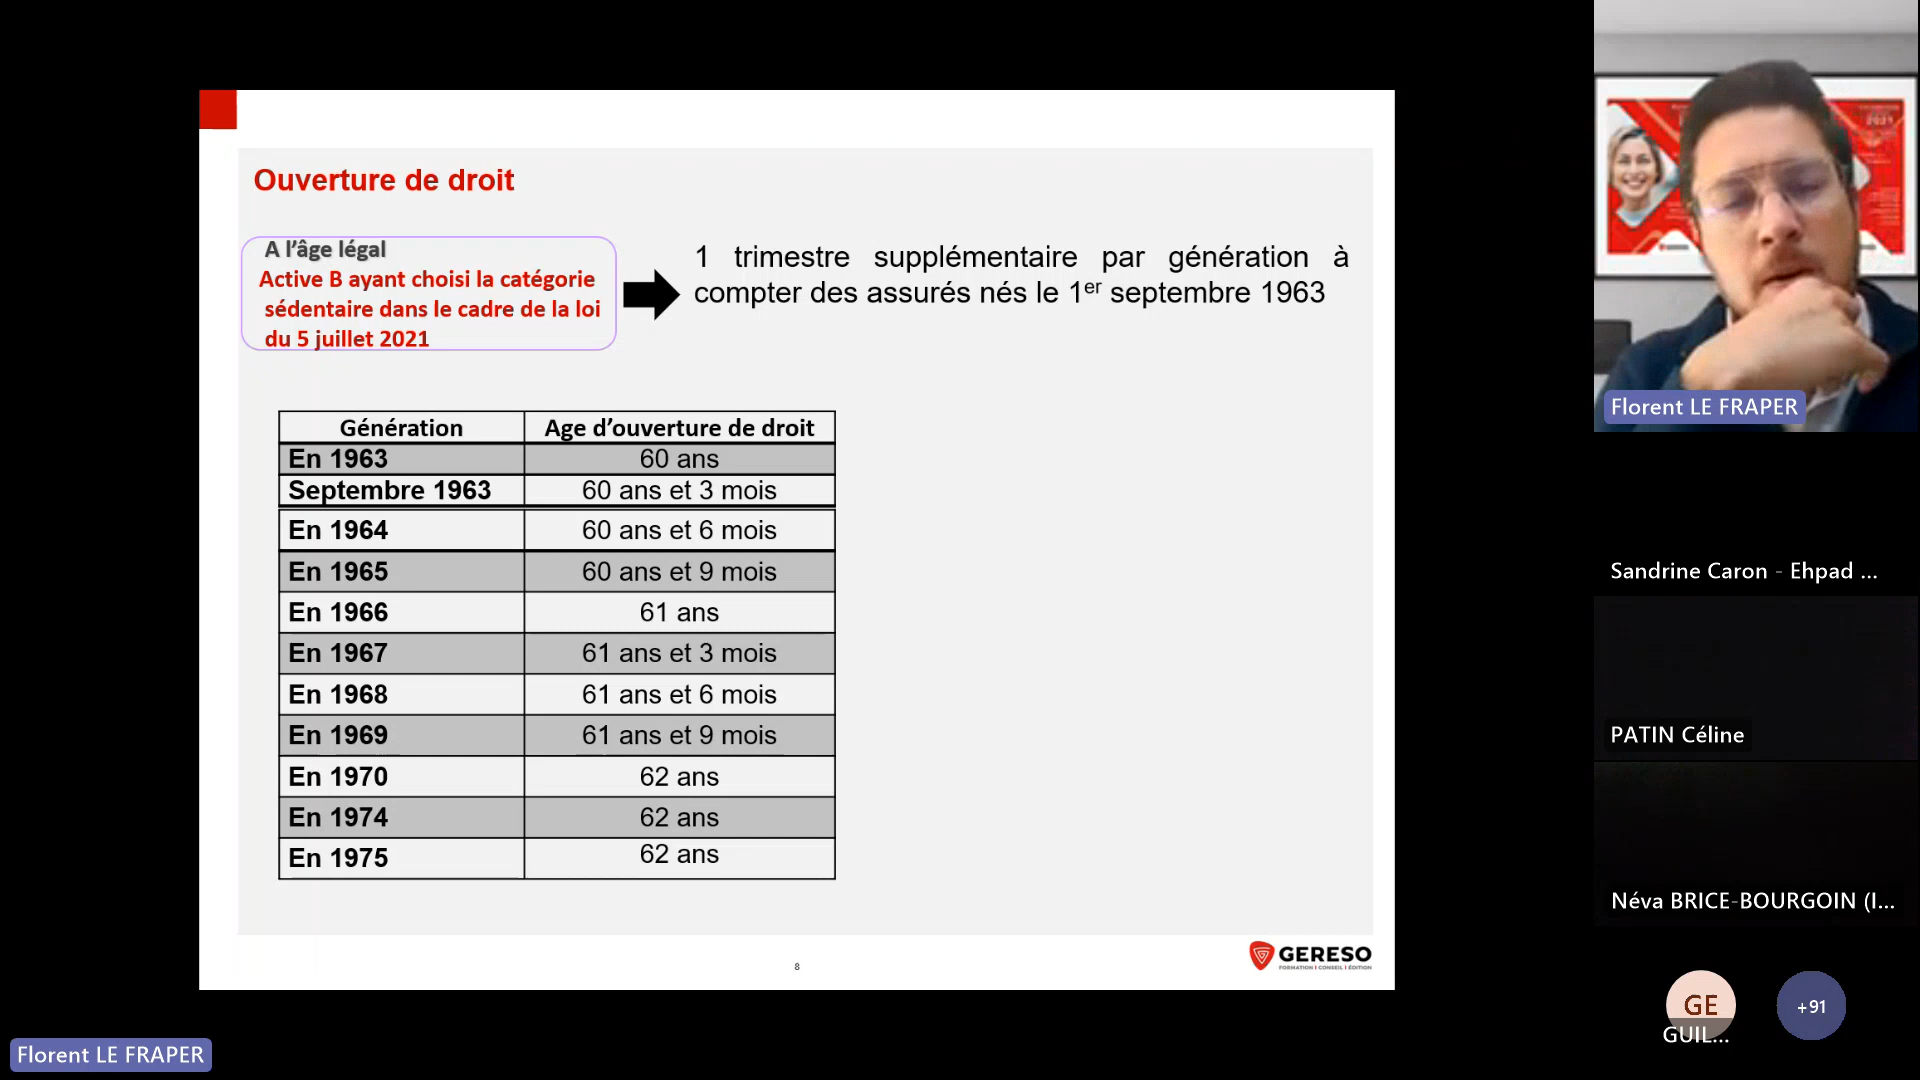 Ouverture de droit
A l'âge légal
Active B ayant choisi la catégorie
sédentaire dans le cadre de la loi
du 5 juillet 2021
1 trimestre supplémentaire par génération à
compter des assurés nés le 1er septembre 1963
Génération Age d'ouverture de droit
En 1963 60 ans
Septembre 1963 60 ans et 3 mois
En 1964 60 ans et 6 mois
En 1965 60 ans et 9 mois
En 1966 61 ans
En 1967 61 ans et 3 mois
En 1968 61 ans et 6 mois
En 1969 61 ans et 9 mois
En 1970 62 ans
En 1974 62 ans
En 1975 62 ans
8
GERESO
FORMATION I CONSEIL I ÉDITION
Florent LE FRAPER
2021
Florent LE FRAPER
Sandrine Caron - Ehpad ...
PATIN Céline
Néva BRICE-BOURGOIN (I...
GE
GUIL...
+91